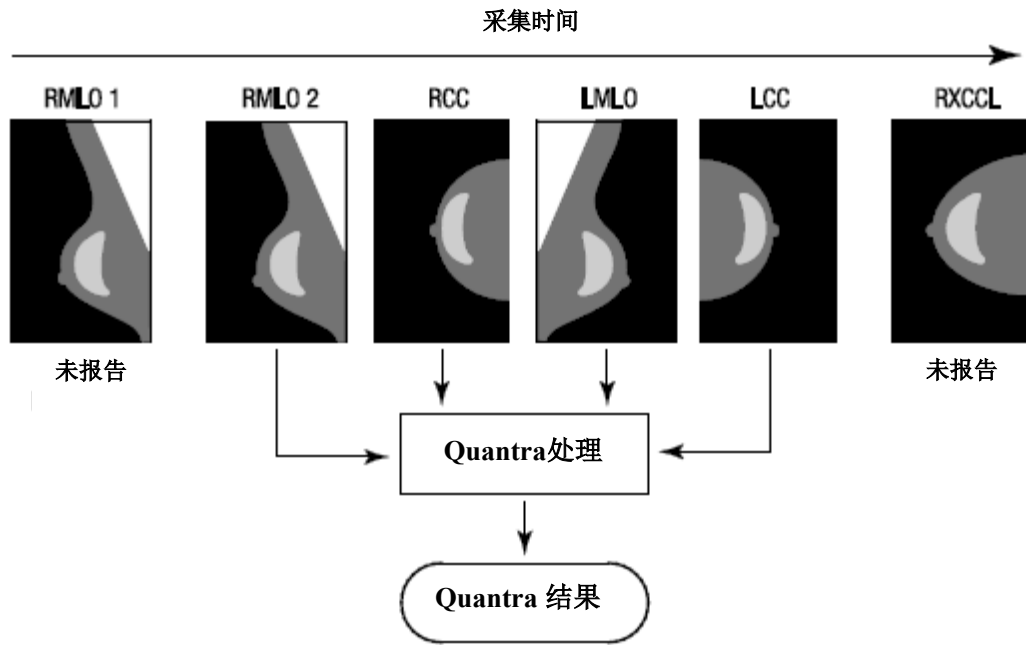 采集时间
RMLO 1
RMLO 2
RCC
LMLO
LCC
RXCCL
未报告
未报告
Quantra处理
Quantra 结果